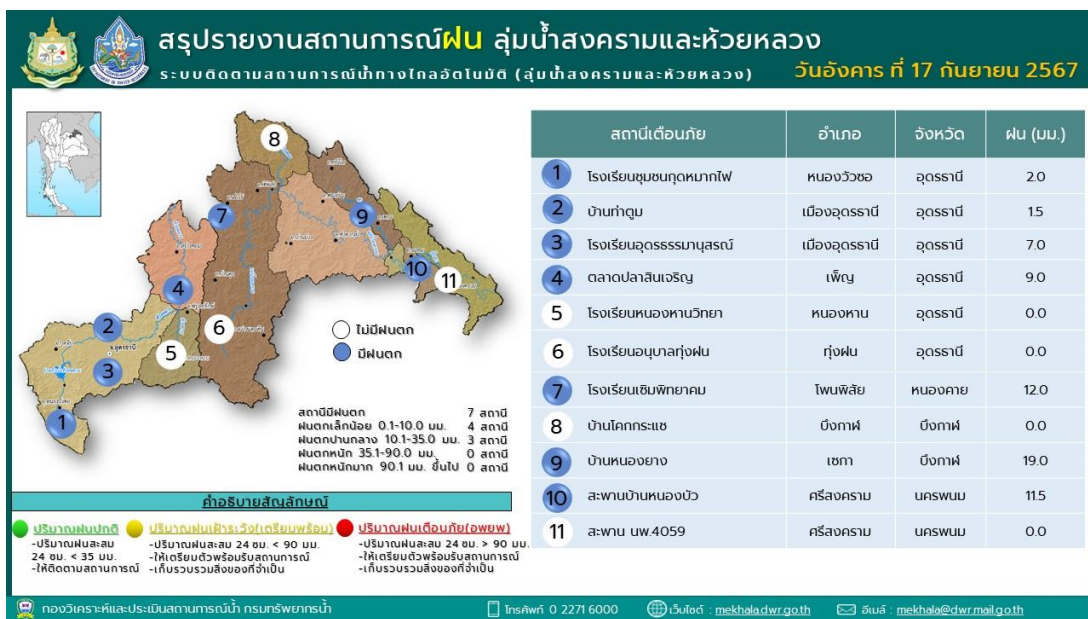 สรุปรายงานสถานการณ์ฝน ลุ่มน้ำสงครามและห้วยหลวง
ระบบติดตามสถานการณ์น้ำทางไกลอัตโนมัติ (ลุ่มน้ำสงครามและห้วยหลวง)
วันอังคาร ที่ 17 กันยายน 2567
8
7
9
10
11
4
6
2
5
3
1
ไม่มีฝนตก
มีฝนตก
สถานีมีฝนตก 7 สถานี
ฝนตกเล็กน้อย 0.1-10.0 มม. 4 สถานี
ฝนตกปานกลาง 10.1-35.0 มม. 3 สถานี
ฝนตกหนัก 35.1-90.0 มม. 0 สถานี
ฝนตกหนักมาก 90.1 มม. ขึ้นไป 0 สถานี
สถานีเตือนภัย อำเภอ จังหวัด ฝน (มม.)
1 โรงเรียนชุมชนกุดหมากไฟ หนองวัวซอ อุดรธานี 2.0
2 บ้านท่าตูม เมืองอุดรธานี อุดรธานี 1.5
3 โรงเรียนอุดรธรรมานุสรณ์ เมืองอุดรธานี อุดรธานี 7.0
4 ตลาดปลาสินเจริญ เพ็ญ อุดรธานี 9.0
5 โรงเรียนหนองหานวิทยา หนองหาน อุดรธานี 0.0
6 โรงเรียนอนุบาลทุ่งฝน ทุ่งฝน อุดรธานี 0.0
7 โรงเรียนเซิมพิทยาคม โพนพิสัย หนองคาย 12.0
8 บ้านโคกกระแซ บึงกาฬ บึงกาฬ 0.0
9 บ้านหนองยาง เซกา บึงกาฬ 19.0
10 สะพานบ้านหนองบัว ศรีสงคราม นครพนม 11.5
11 สะพาน นพ.4059 ศรีสงคราม นครพนม 0.0
คำอธิบายสัญลักษณ์
ปริมาณฝนปกติ
-ปริมาณฝนสะสม
24 ชม. < 35 มม.
-ให้ติดตามสถานการณ์
ปริมาณฝนเฝ้าระวัง(เตรียมพร้อม)
-ปริมาณฝนสะสม 24 ชม. < 90 มม.
-ให้เตรียมตัวพร้อมรับสถานการณ์
-เก็บรวบรวมสิ่งของที่จำเป็น
ปริมาณฝนเตือนภัย(อพยพ)
-ปริมาณฝนสะสม 24 ชม. > 90 มม.
-ให้เตรียมตัวพร้อมรับสถานการณ์
-เก็บรวบรวมสิ่งของที่จำเป็น
กองวิเคราะห์และประเมินสถานการณ์น้ำ กรมทรัพยากรน้ำ
โทรศัพท์ 0 2271 6000
เว็บไซต์ : mekhala.dwr.go.th
อีเมล์ : mekhala@dwr.mail.go.th